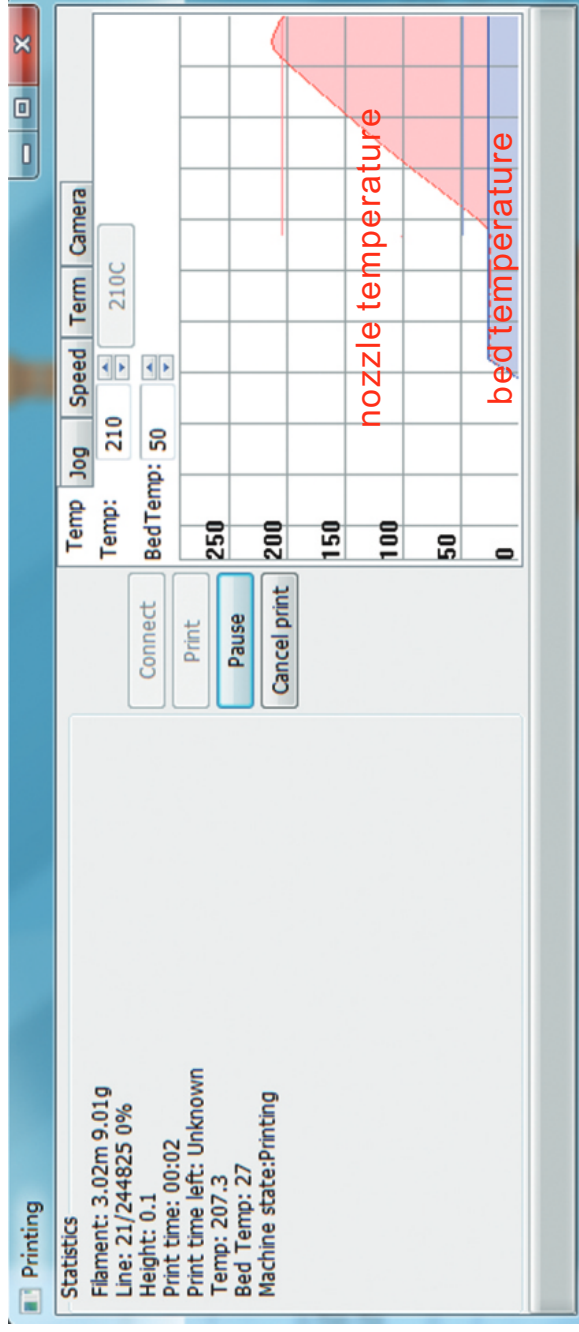 Printing
Statistics
Filament: 3.02m 9.01g
Line: 21/244825 0%
Height: 0.1
Print time: 00:02
Print time left: Unknown
Temp: 207.3
Bed Temp: 27
Machine state:Printing
Connect
Print
Pause
Cancel print
Temp Jog Speed Term Camera
Temp: 210 210C
BedTemp: 50
250
200
150
100
50
0
nozzle temperature
bed temperature